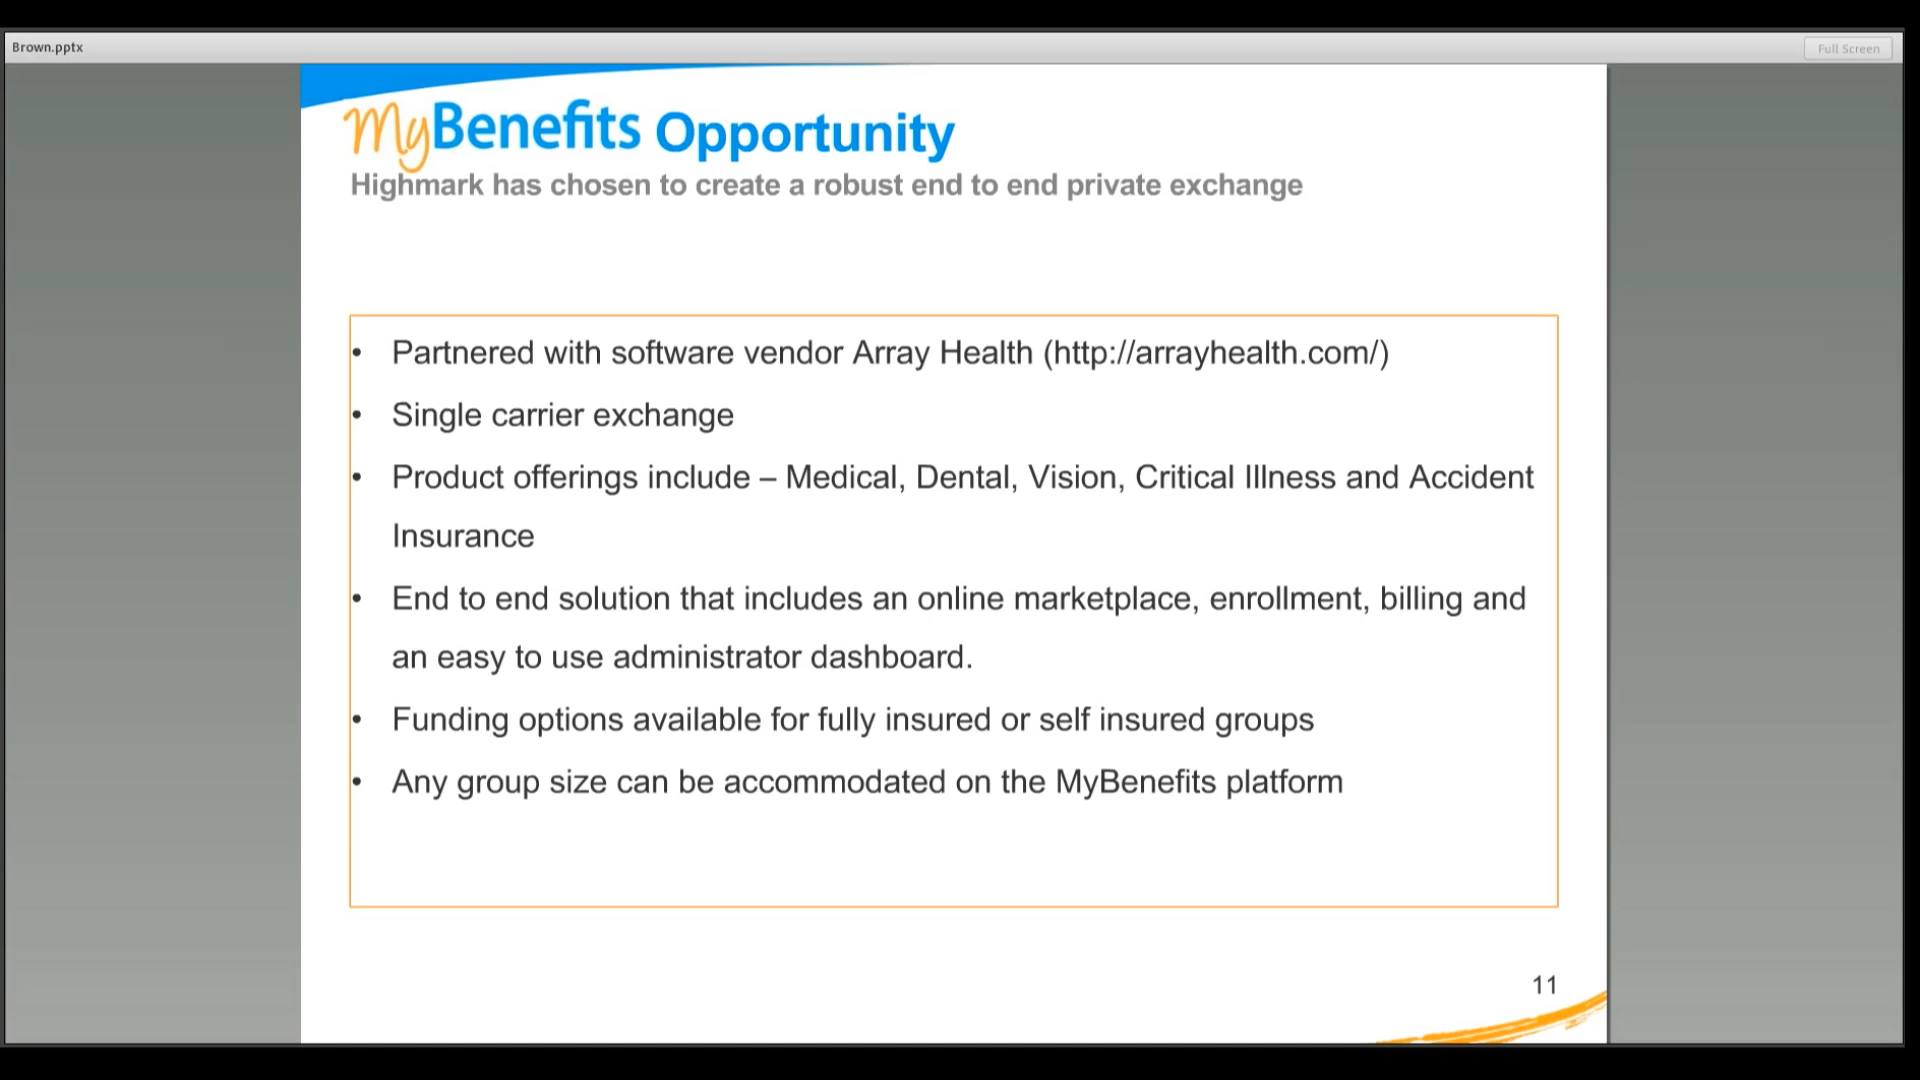 Brown.pptx
Full Screen
MyBenefits Opportunity
Highmark has chosen to create a robust end to end private exchange
• Partnered with software vendor Array Health (http://arrayhealth.com/)
• Single carrier exchange
• Product offerings include – Medical, Dental, Vision, Critical Illness and Accident
Insurance
• End to end solution that includes an online marketplace, enrollment, billing and
an easy to use administrator dashboard.
• Funding options available for fully insured or self insured groups
• Any group size can be accommodated on the MyBenefits platform
11